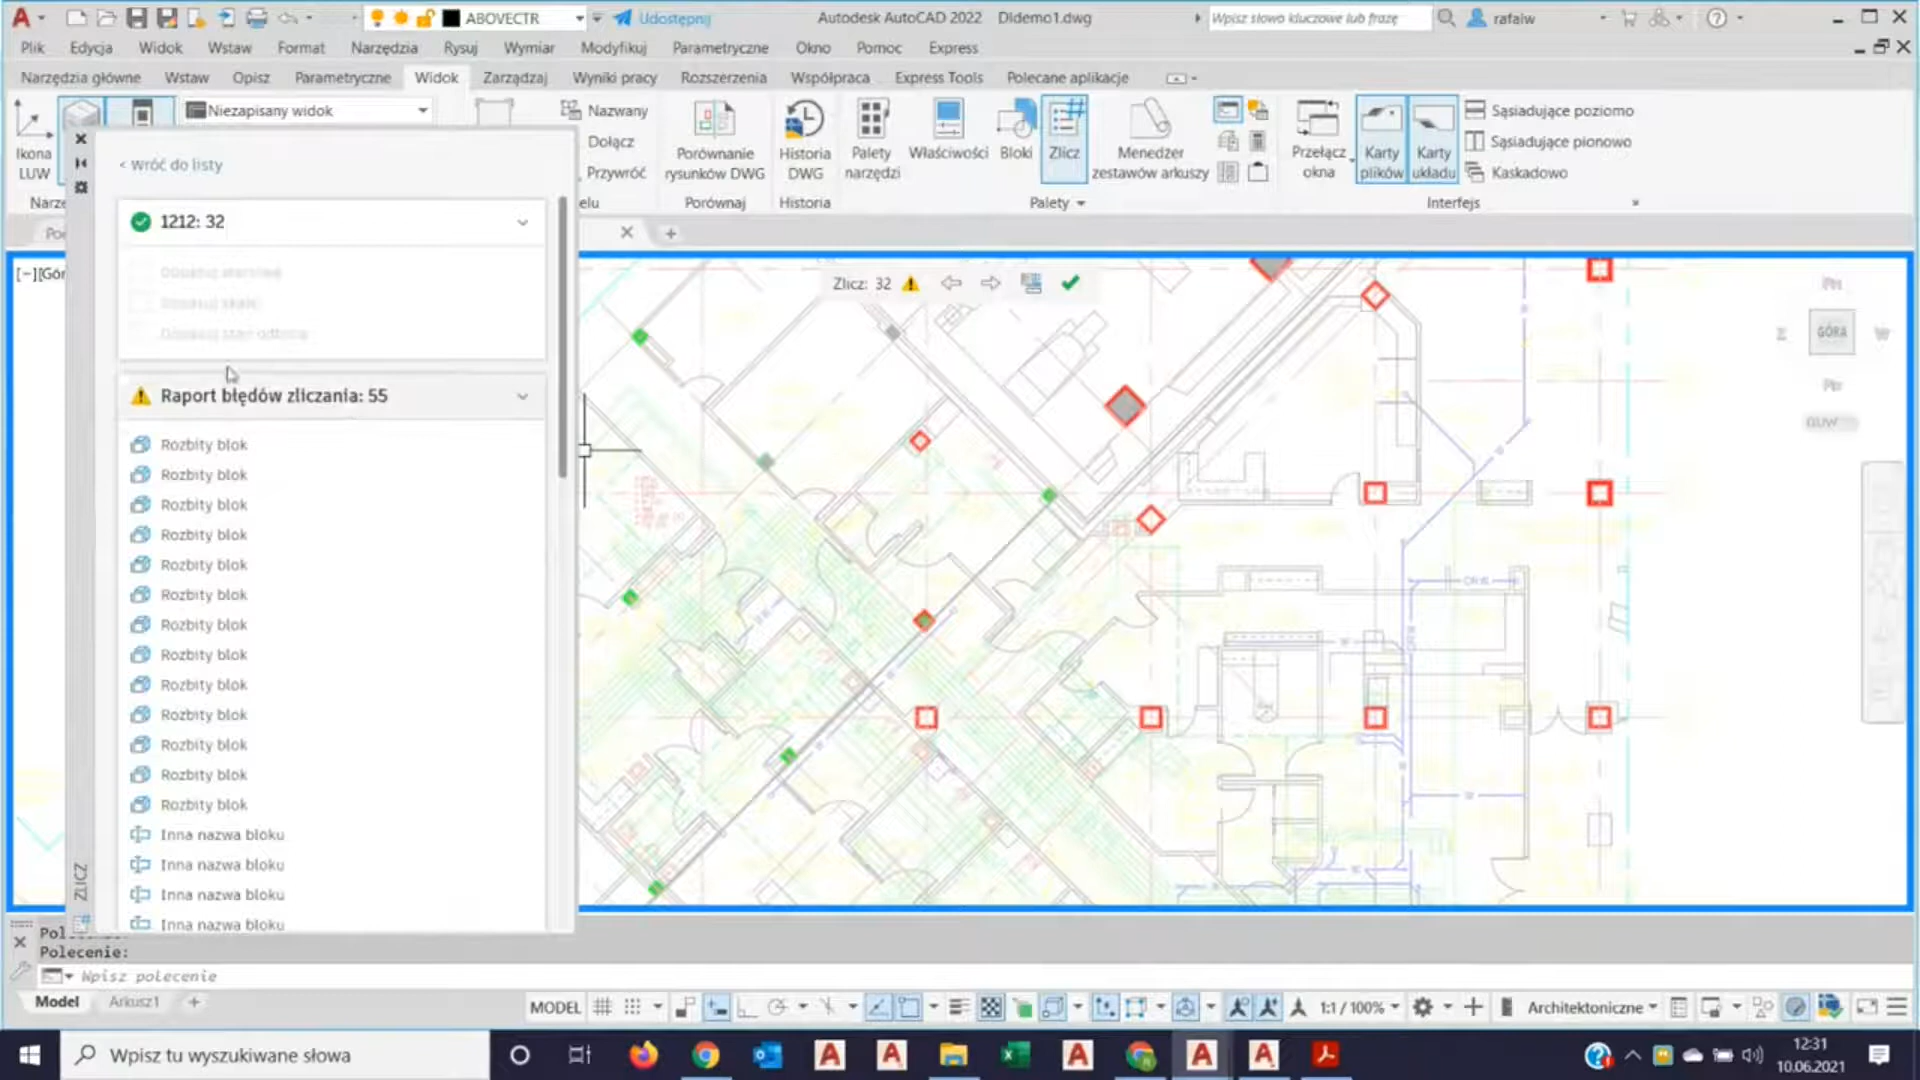 ABOVECTR
Udostępnij
Autodesk AutoCAD 2022 DIdemo1.dwg
Wpisz słowo kluczowe lub frazę
rafalw
Plik Edycja Widok Wstaw Format Narzędzia Rysuj Wymiar Modyfikuj Parametryczne Okno Pomoc Express
Narzędzia główne Wstaw Opisz Parametryczne Widok Zarządzaj Wyniki pracy Rozszerzenia Współpraca Express Tools Polecane aplikacje
Ikona
LUW
Niezapisany widok
Nazwany
Dołącz
Przywróć
Porównanie
rysunków DWG
Historia
DWG
Palety
narzędzi
Właściwości
Bloki
Zlicz
Menedżer
zestawów arkuszy
Przełącz
okna
Karty
plików
Karty
układu
Sąsiadujące poziomo
Sąsiadujące pionowo
Kaskadowo
Narzę
elu
Porównaj
Historia
Palety
Interfejs
< Wróć do listy
1212: 32
Raport błędów zliczania: 55
Rozbity blok
Rozbity blok
Rozbity blok
Rozbity blok
Rozbity blok
Rozbity blok
Rozbity blok
Rozbity blok
Rozbity blok
Rozbity blok
Rozbity blok
Rozbity blok
Rozbity blok
Inna nazwa bloku
Inna nazwa bloku
Inna nazwa bloku
Inna nazwa bloku
ZLICZ
[−][Gór
Zlicz: 32
GÓRA
GLUW
Polecenie:
Wpisz polecenie
Model Arkusz1 +
MODEL
1:1 / 100%
Architektoniczne
Wpisz tu wyszukiwane słowa
12:31
10.06.2021